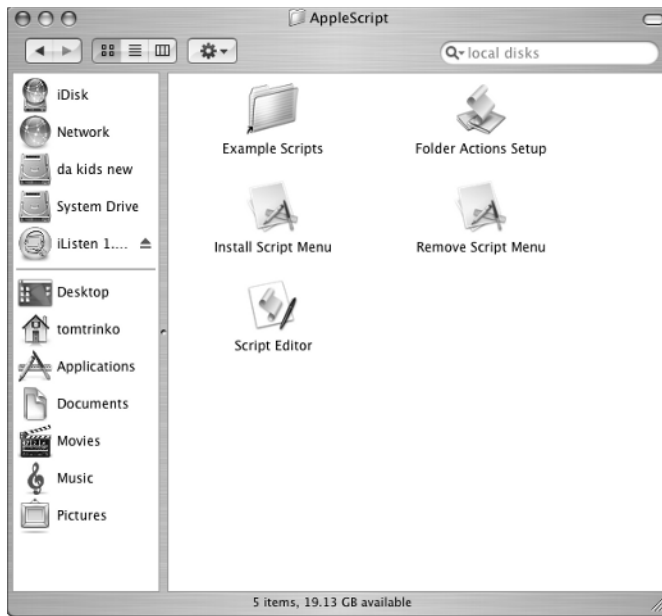 AppleScript
local disks
iDisk
Network
da kids new
System Drive
iListen 1....
Desktop
tomtrinko
Applications
Documents
Movies
Music
Pictures
Example Scripts
Folder Actions Setup
Install Script Menu
Remove Script Menu
Script Editor
5 items, 19.13 GB available